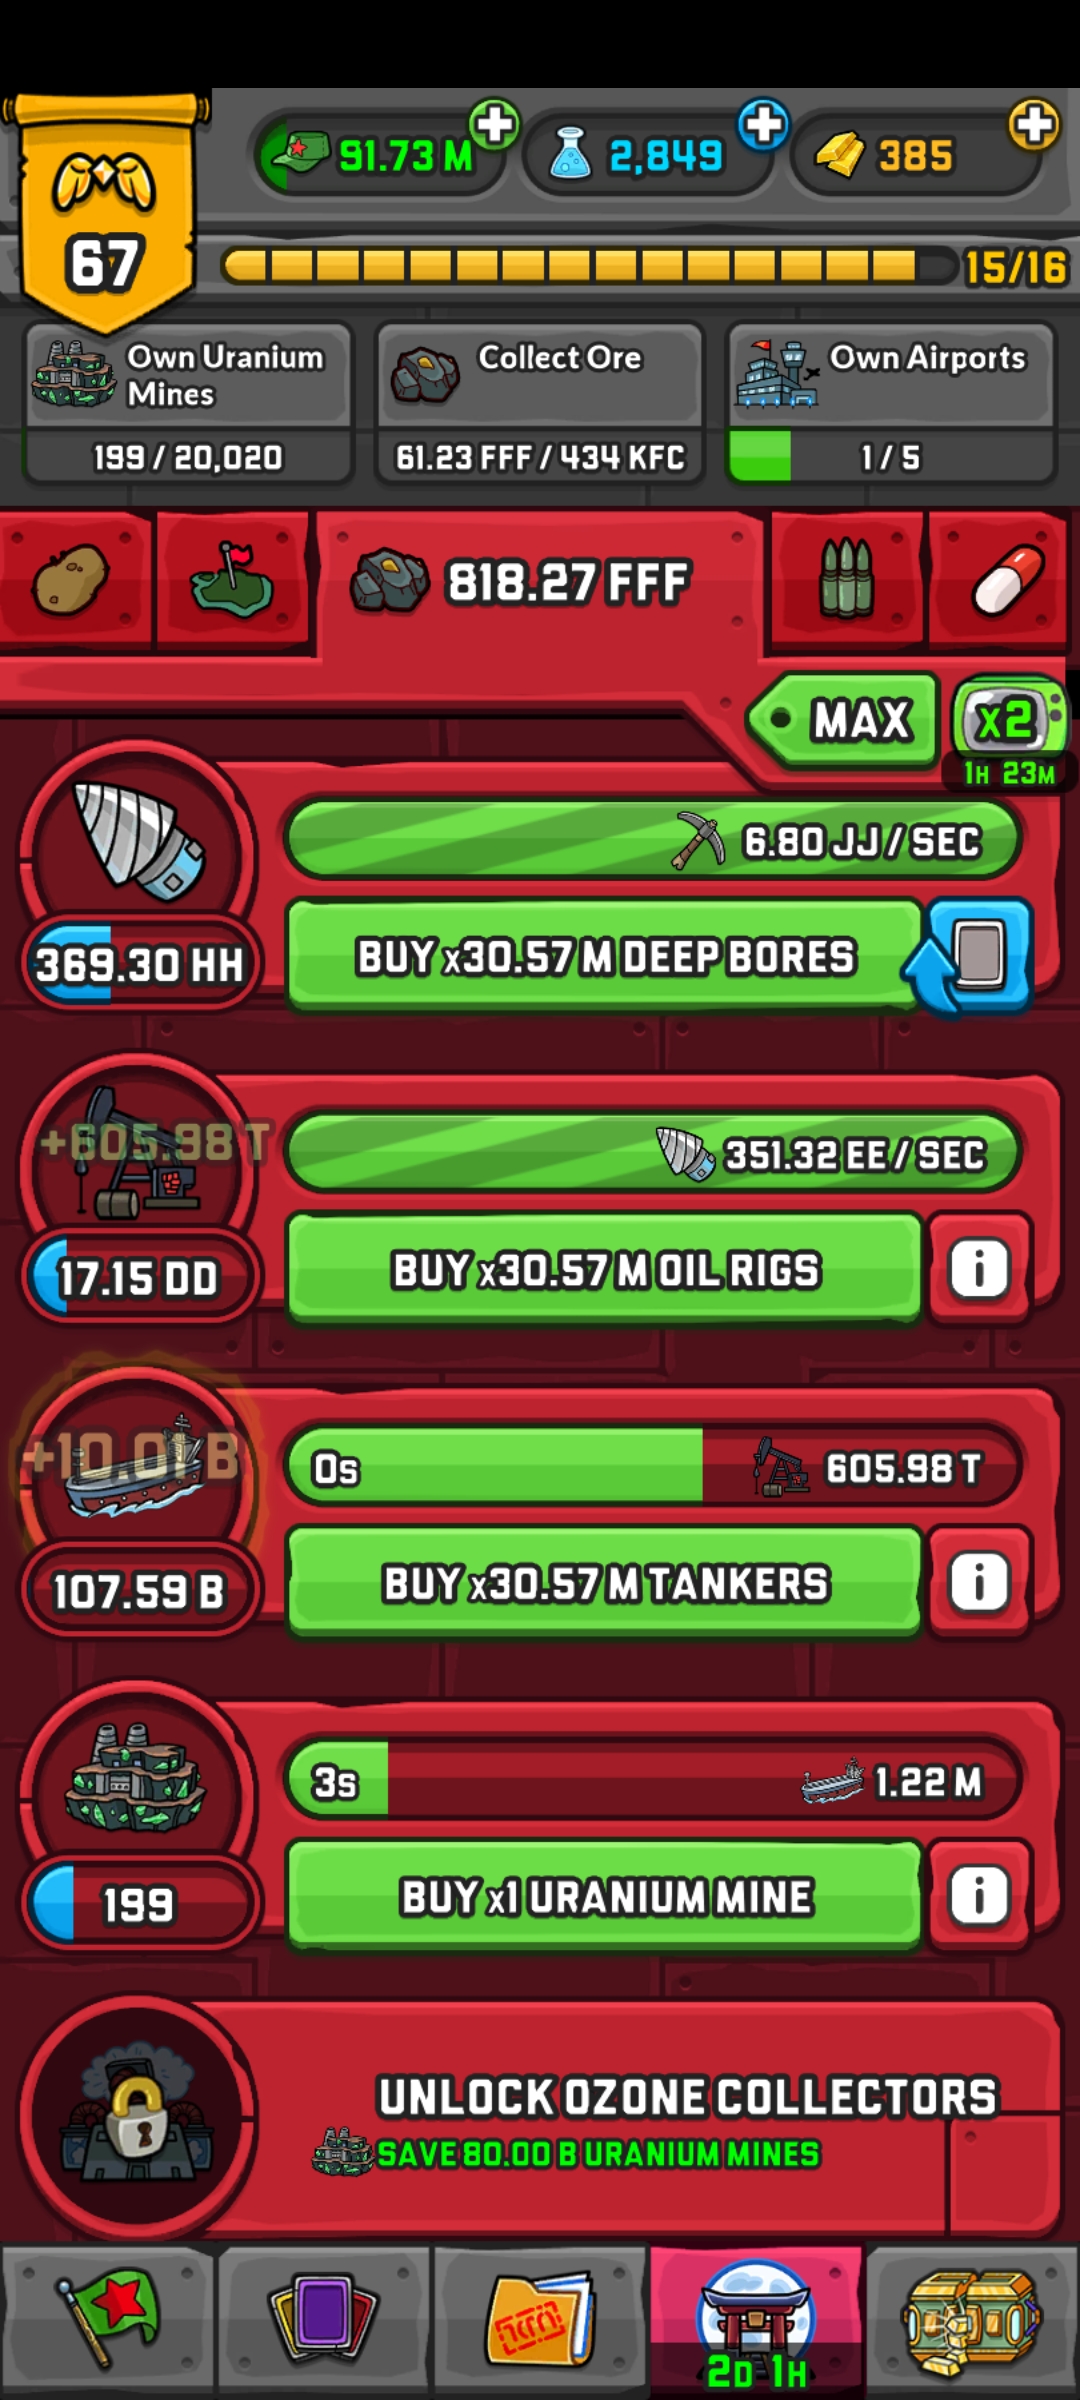 91.73 M
2,849
385
67
15/16
Own Uranium
Mines
199 / 20,020
Collect Ore
61.23 FFF / 434 KFC
Own Airports
1 / 5
818.27 FFF
MAX
x2
1H 23M
6.80 JJ / SEC
369.30 HH
BUY x30.57 M DEEP BORES
+605.98 T
351.32 EE / SEC
17.15 DD
BUY x30.57 M OIL RIGS
i
+10.01 B
0s
605.98 T
107.59 B
BUY x30.57 M TANKERS
i
3s
1.22 M
199
BUY x1 URANIUM MINE
i
UNLOCK OZONE COLLECTORS
SAVE 80.00 B URANIUM MINES
2D 1H